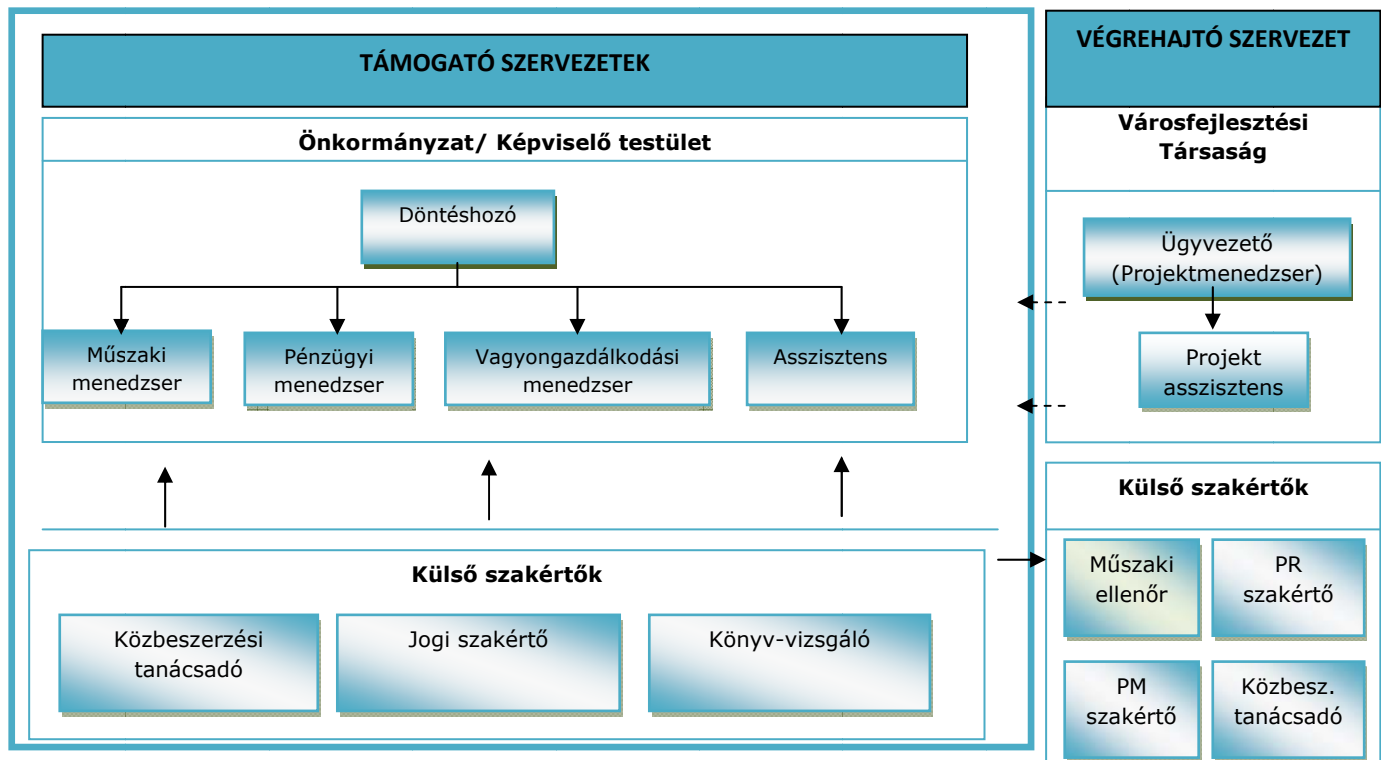 TÁMOGATÓ SZERVEZETEK
Önkormányzat/ Képviselő testület
Döntéshozó
Műszaki
menedzser
Pénzügyi
menedzser
Vagyongazdálkodási
menedzser
Asszisztens
Külső szakértők
Közbeszerzési
tanácsadó
Jogi szakértő
Könyv-vizsgáló
VÉGREHAJTÓ SZERVEZET
Városfejlesztési
Társaság
Ügyvezető
(Projektmenedzser)
Projekt
asszisztens
Külső szakértők
Műszaki
ellenőr
PR
szakértő
PM
szakértő
Közbesz.
tanácsadó